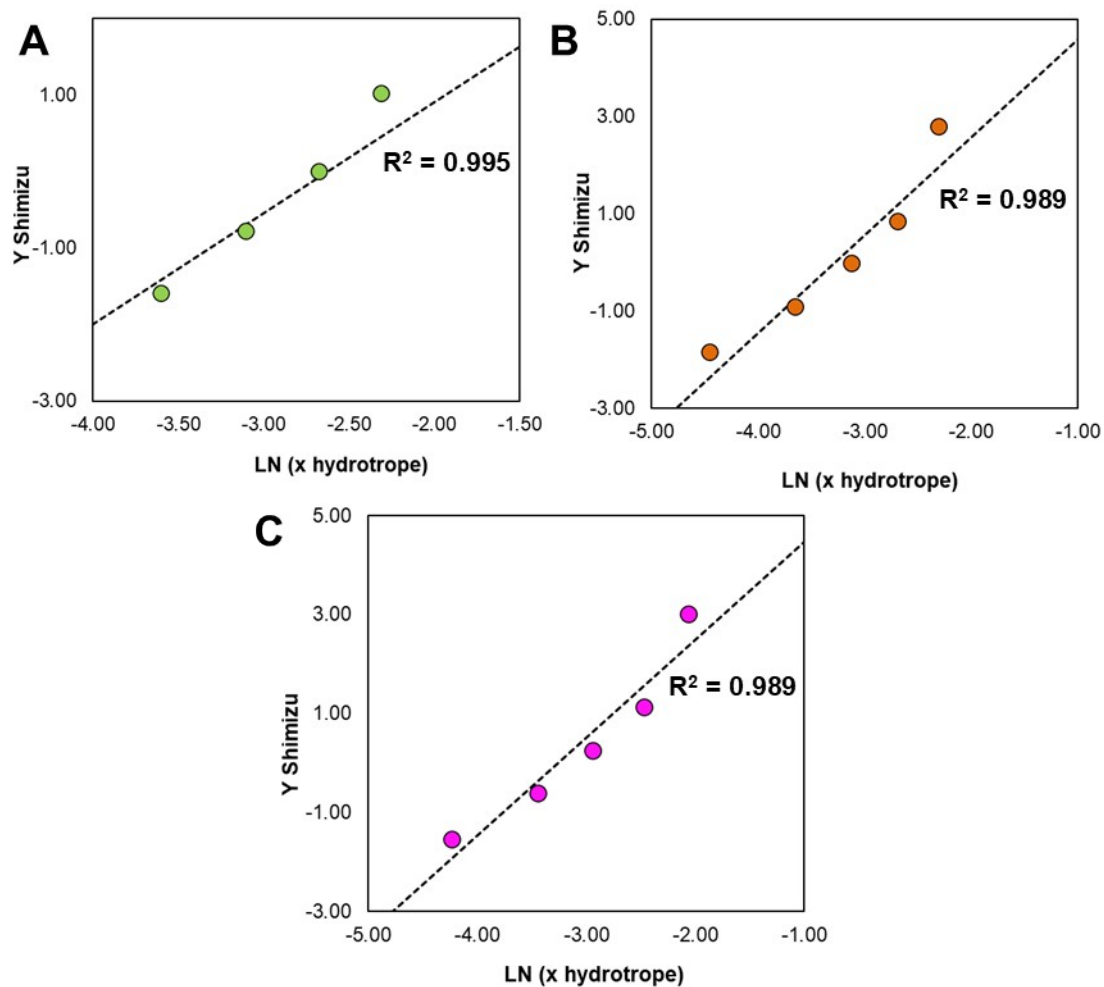 A
1.00
-1.00
-3.00
Y Shimizu
R² = 0.995
-4.00 -3.50 -3.00 -2.50 -2.00 -1.50
LN (x hydrotrope)
B
5.00
3.00
1.00
-1.00
-3.00
Y Shimizu
R² = 0.989
-5.00 -4.00 -3.00 -2.00 -1.00
LN (x hydrotrope)
C
5.00
3.00
1.00
-1.00
-3.00
Y Shimizu
R² = 0.989
-5.00 -4.00 -3.00 -2.00 -1.00
LN (x hydrotrope)